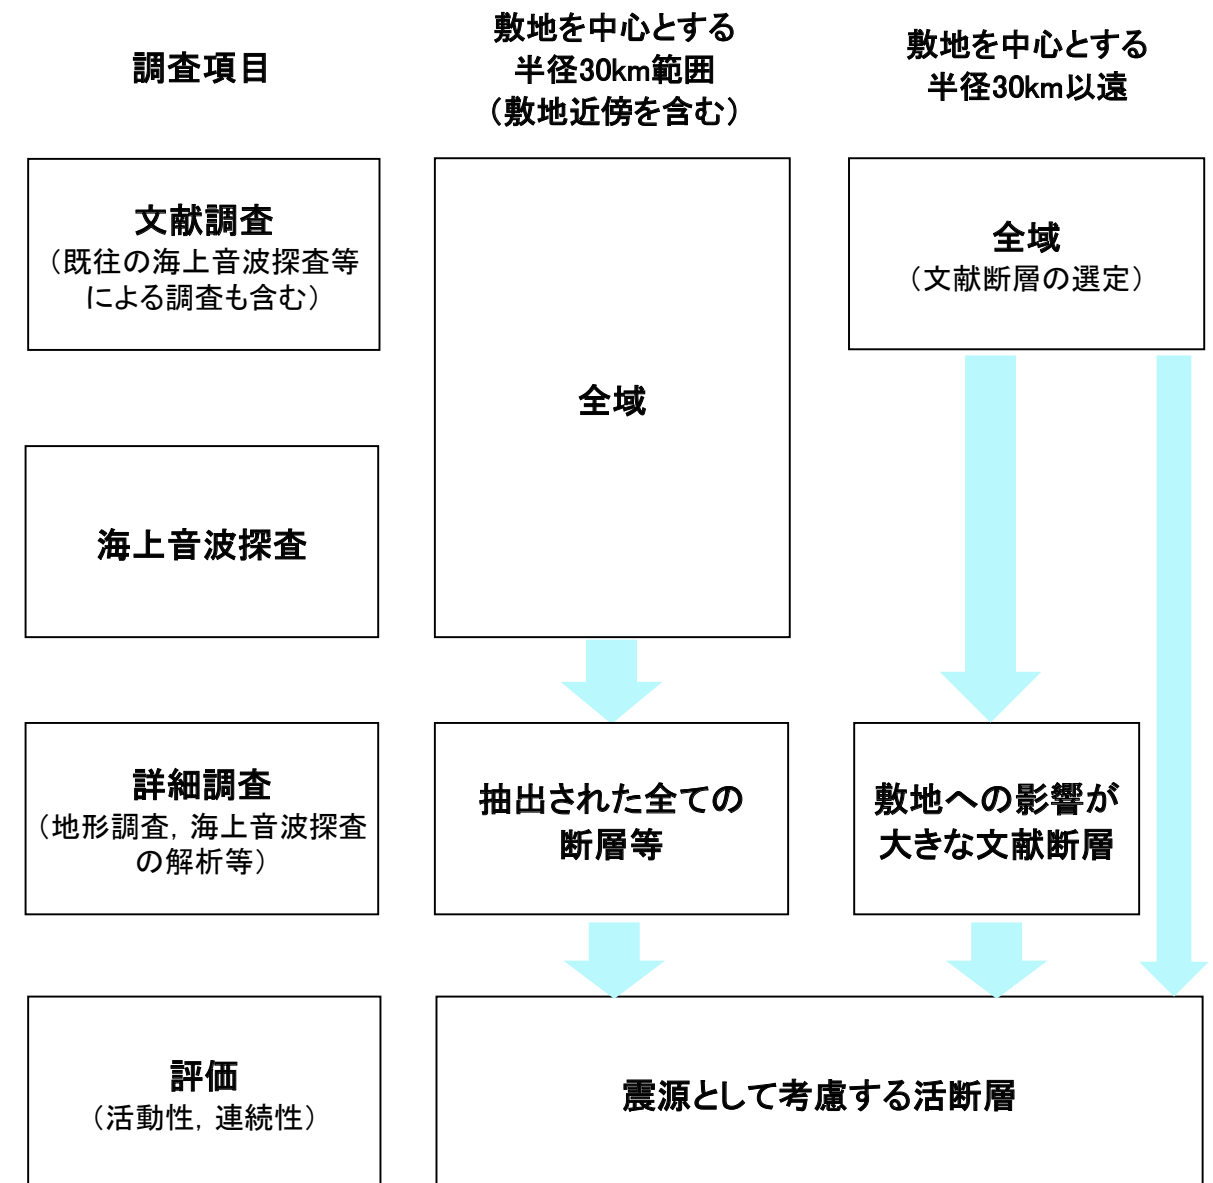 調査項目
敷地を中心とする
半径30km範囲
（敷地近傍を含む）
敷地を中心とする
半径30km以遠
文献調査
（既往の海上音波探査等
による調査も含む）
全域
全域
（文献断層の選定）
海上音波探査
詳細調査
（地形調査，海上音波探査
の解析等）
抽出された全ての
断層等
敷地への影響が
大きな文献断層
評価
（活動性，連続性）
震源として考慮する活断層